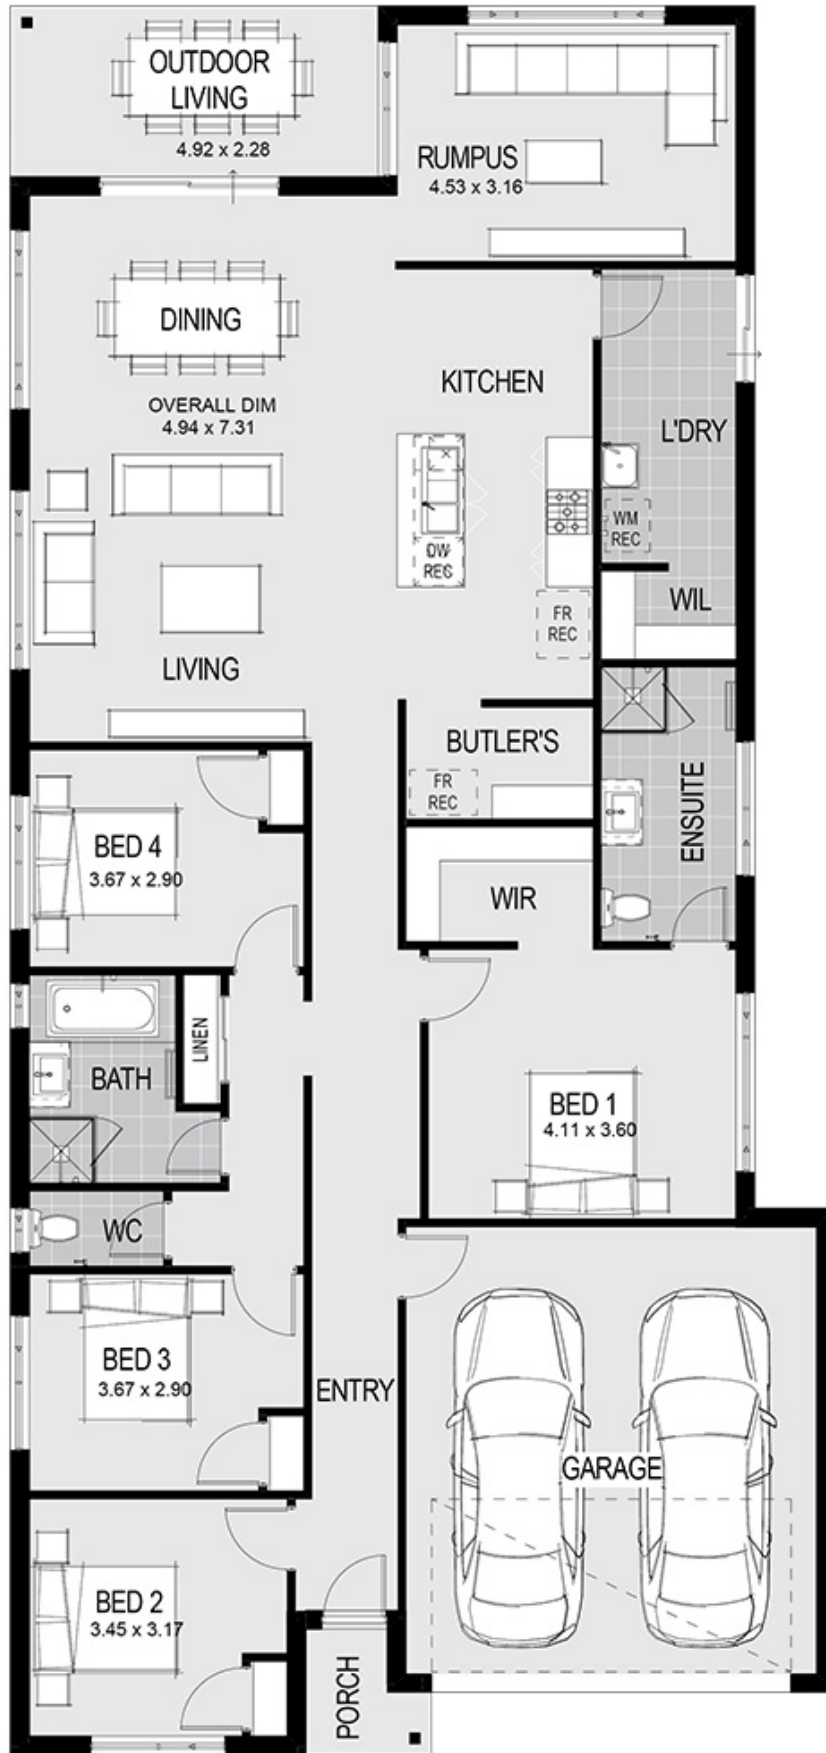 OUTDOOR
LIVING
4.92 x 2.28
RUMPUS
4.53 x 3.16
DINING
OVERALL DIM
4.94 x 7.31
KITCHEN
L'DRY
DW
REC
WM
REC
WIL
FR
REC
LIVING
BUTLER'S
FR
REC
ENSUITE
BED 4
3.67 x 2.90
WIR
LINEN
BATH
BED 1
4.11 x 3.60
WC
BED 3
3.67 x 2.90
ENTRY
GARAGE
BED 2
3.45 x 3.17
PORCH